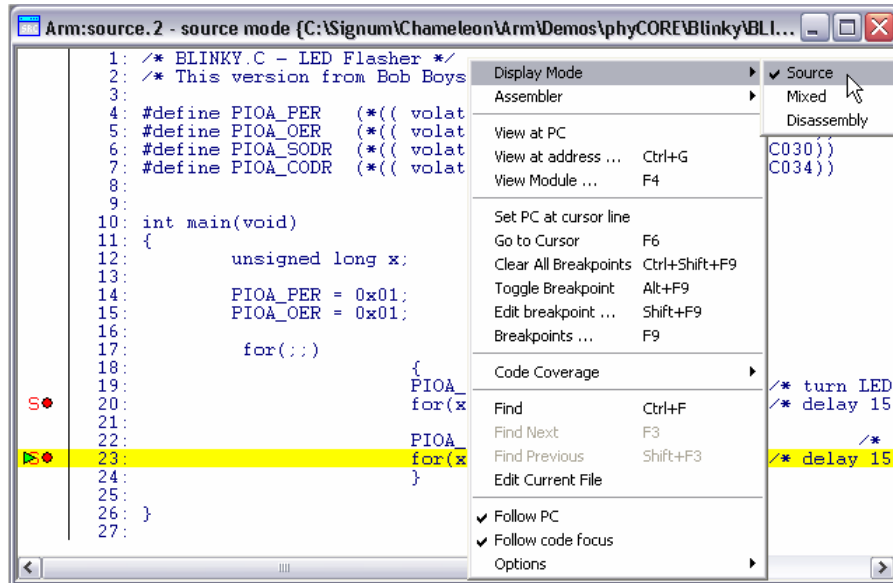 Arm:source.2 - source mode {C:\Signum\Chameleon\Arm\Demos\phyCORE\Blinky\BLI...
1: /* BLINKY.C - LED Flasher */
2: /* This version from Bob Boys
3:
4: #define PIOA_PER (*(( volat
5: #define PIOA_OER (*(( volat
6: #define PIOA_SODR (*(( volat C030))
7: #define PIOA_CODR (*(( volat C034))
8:
9:
10: int main(void)
11: {
12: unsigned long x;
13:
14: PIOA_PER = 0x01;
15: PIOA_OER = 0x01;
16:
17: for(;;)
18: {
19: PIOA_ /* turn LED
S 20: for(x /* delay 15
21:
22: PIOA_ /*
S 23: for(x /* delay 15
24: }
25:
26: }
27:
Display Mode
Assembler
View at PC
View at address ... Ctrl+G
View Module ... F4
Set PC at cursor line
Go to Cursor F6
Clear All Breakpoints Ctrl+Shift+F9
Toggle Breakpoint Alt+F9
Edit breakpoint ... Shift+F9
Breakpoints ... F9
Code Coverage
Find Ctrl+F
Find Next F3
Find Previous Shift+F3
Edit Current File
Follow PC
Follow code focus
Options
Source
Mixed
Disassembly